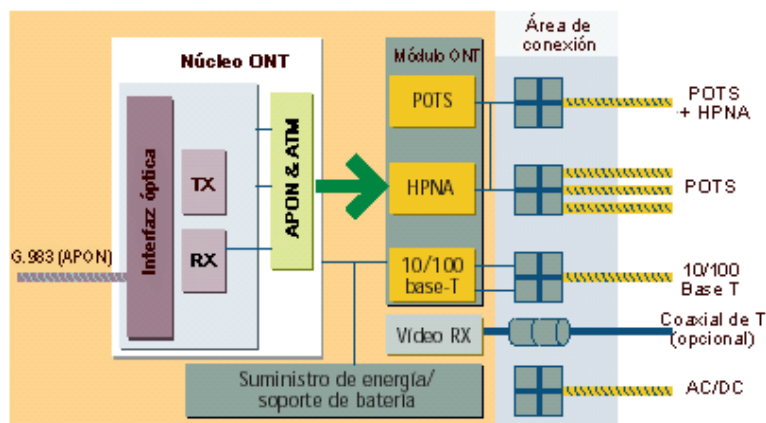 Área de
conexión
Núcleo ONT
Módulo ONT
POTS
POTS
+ HPNA
Interfaz óptica
TX
APON & ATM
HPNA
POTS
G.983 (APON)
RX
10/100
base-T
10/100
Base T
Vídeo RX
Coaxial de T
(opcional)
Suministro de energía/
soporte de batería
AC/DC